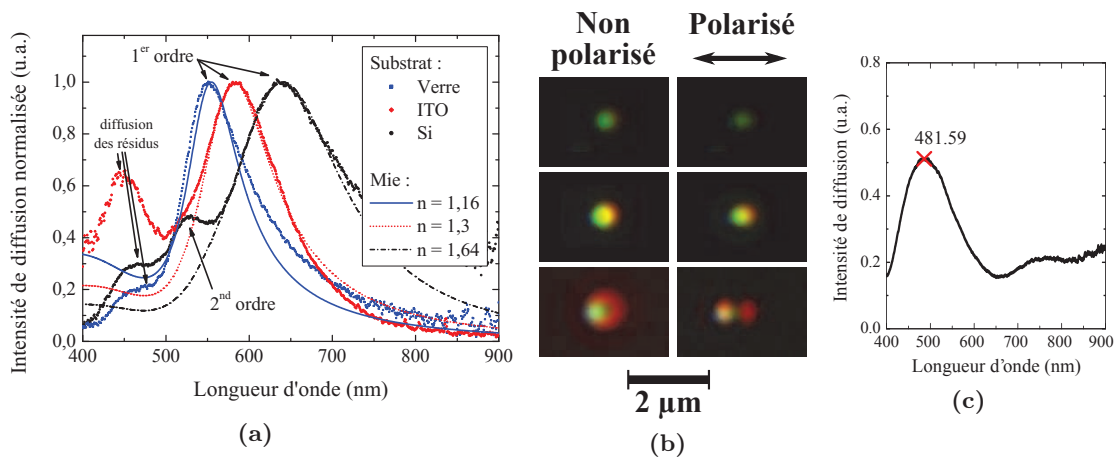 Intensité de diffusion normalisée (u.a.)
1,0
0,8
0,6
0,4
0,2
0,0
400 500 600 700 800 900
Longueur d'onde (nm)
1er ordre
diffusion
des résidus
2nd ordre
Substrat :
Verre
ITO
Si
Mie :
n = 1,16
n = 1,3
n = 1,64
(a)
Non
polarisé
Polarisé
2 µm
(b)
Intensité de diffusion (u.a.)
0.8
0.6
0.4
0.2
0.0
481.59
400 500 600 700 800 900
Longueur d'onde (nm)
(c)